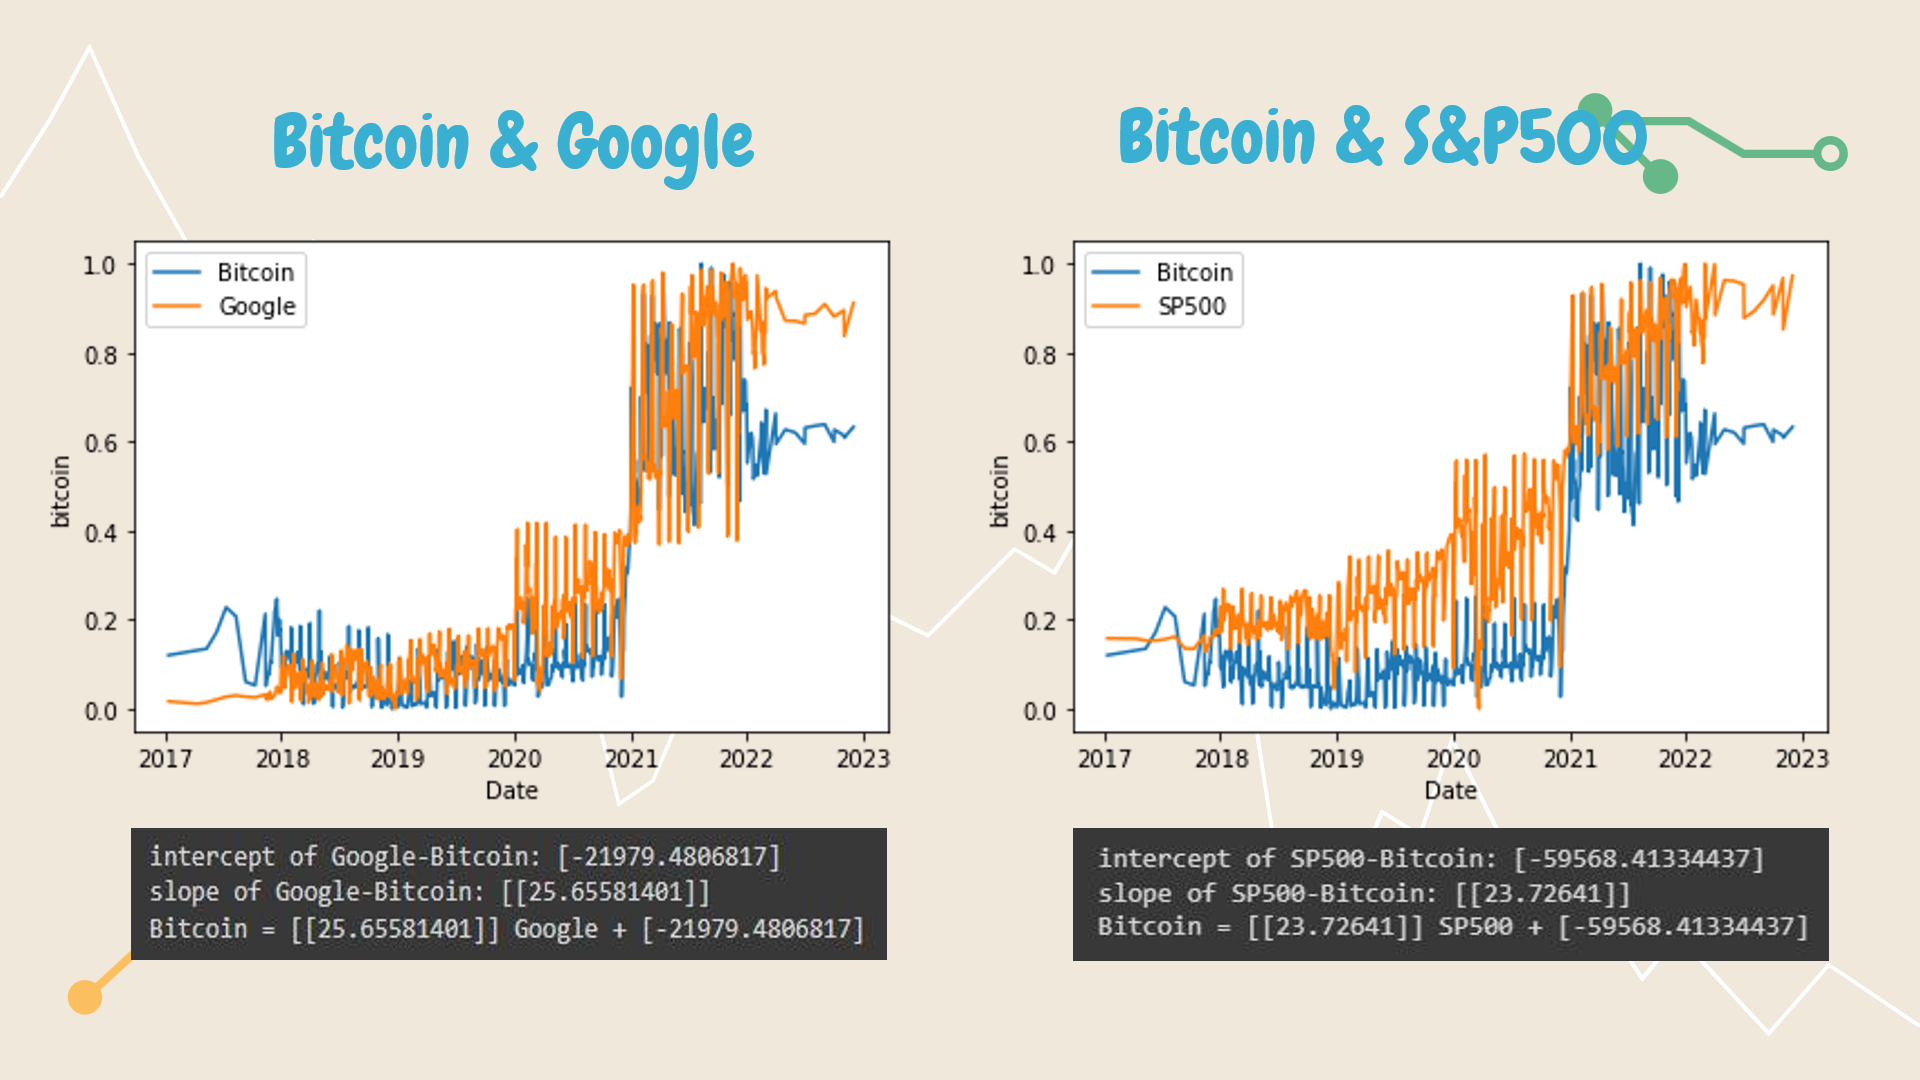 Bitcoin & Google
Bitcoin
Google
1.0
0.8
0.6
0.4
0.2
0.0
bitcoin
2017 2018 2019 2020 2021 2022 2023
Date
intercept of Google-Bitcoin: [-21979.4806817]
slope of Google-Bitcoin: [[25.65581401]]
Bitcoin = [[25.65581401]] Google + [-21979.4806817]
Bitcoin & S&P500
Bitcoin
SP500
1.0
0.8
0.6
0.4
0.2
0.0
bitcoin
2017 2018 2019 2020 2021 2022 2023
Date
intercept of SP500-Bitcoin: [-59568.41334437]
slope of SP500-Bitcoin: [[23.72641]]
Bitcoin = [[23.72641]] SP500 + [-59568.41334437]